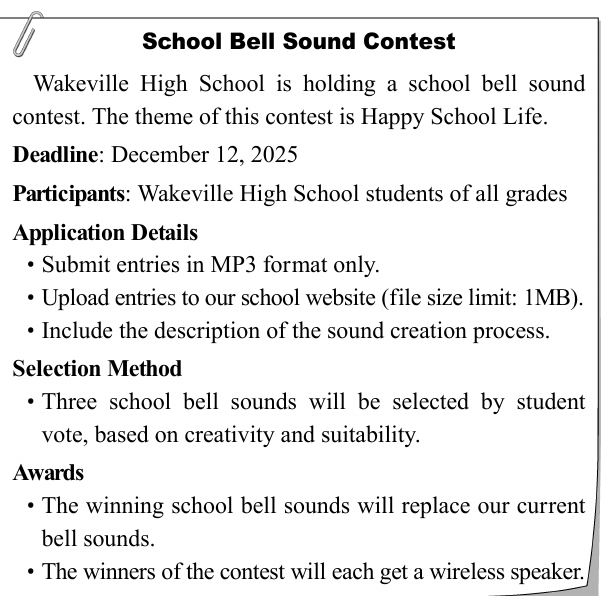 School Bell Sound Contest
Wakeville High School is holding a school bell sound
contest. The theme of this contest is Happy School Life.
Deadline: December 12, 2025
Participants: Wakeville High School students of all grades
Application Details
• Submit entries in MP3 format only.
• Upload entries to our school website (file size limit: 1MB).
• Include the description of the sound creation process.
Selection Method
• Three school bell sounds will be selected by student
vote, based on creativity and suitability.
Awards
• The winning school bell sounds will replace our current
bell sounds.
• The winners of the contest will each get a wireless speaker.